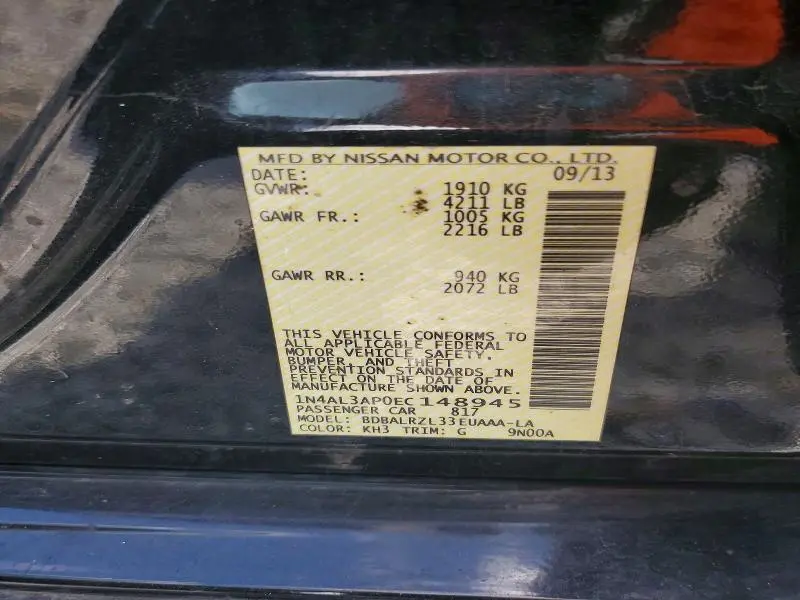 MFD BY NISSAN MOTOR CO., LTD.
DATE: 09/13
GVWR: 1910 KG
4211 LB
GAWR FR.: 1005 KG
2216 LB
GAWR RR.: 940 KG
2072 LB
THIS VEHICLE CONFORMS TO
ALL APPLICABLE FEDERAL
MOTOR VEHICLE SAFETY,
BUMPER, AND THEFT
PREVENTION STANDARDS IN
EFFECT ON THE DATE OF
MANUFACTURE SHOWN ABOVE.
1N4AL3AP0EC148945
PASSENGER CAR 817
MODEL: BDBALRZL33EUAAA-LA
COLOR: KH3 TRIM: G 9N00A